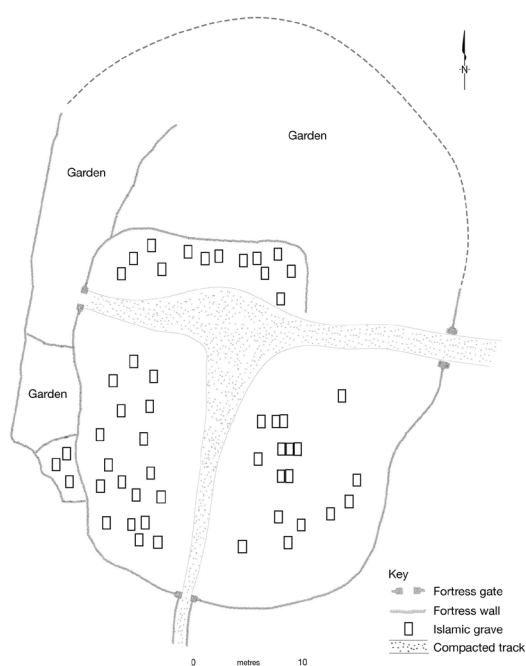 N
Garden
Garden
Garden
Key
Fortress gate
Fortress wall
Islamic grave
Compacted track
0 metres 10